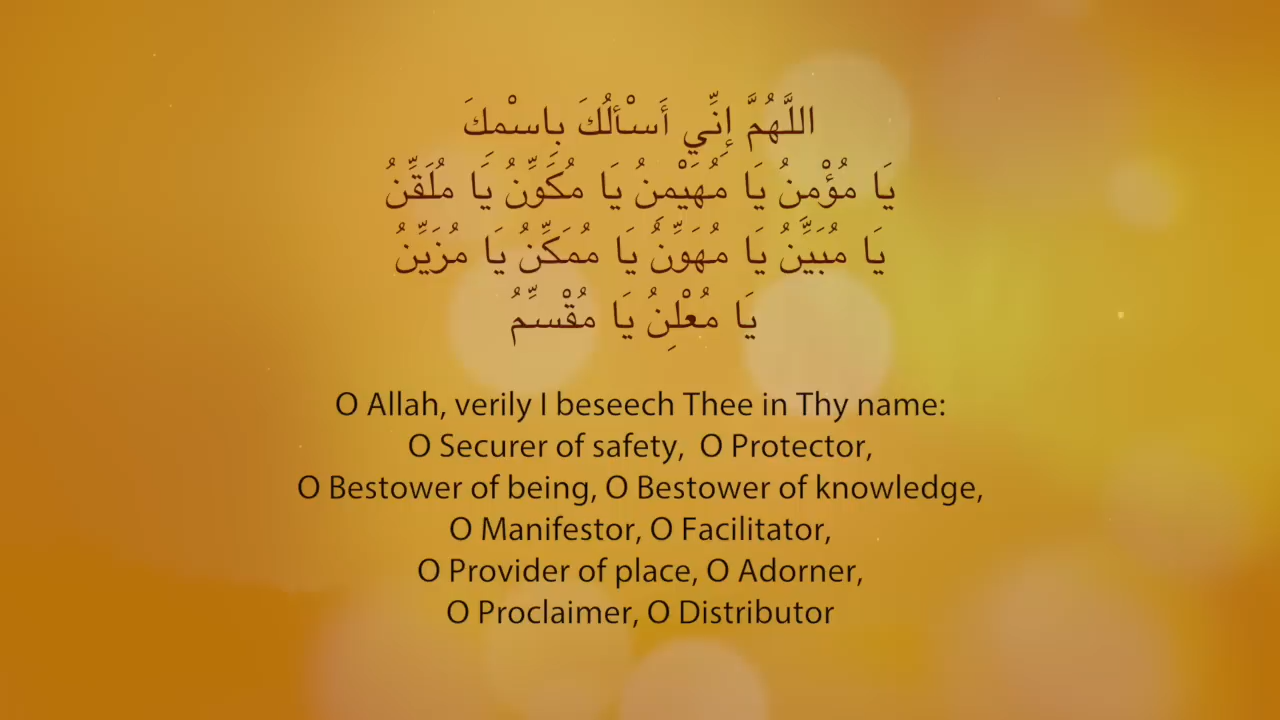 اللَّهُمَّ إِنِّي أَسْأَلُكَ بِاسْمِكَ
يَا مُؤْمِنُ يَا مُهَيْمِنُ يَا مُكَوِّنُ يَا مُلَقِّنُ
يَا مُبَيِّنُ يَا مُهَوِّنُ يَا مُمَكِّنُ يَا مُزَيِّنُ
يَا مُعْلِنُ يَا مُقْسِّمُ
O Allah, verily I beseech Thee in Thy name:
O Securer of safety,  O Protector,
O Bestower of being, O Bestower of knowledge,
O Manifestor, O Facilitator,
O Provider of place, O Adorner,
O Proclaimer, O Distributor